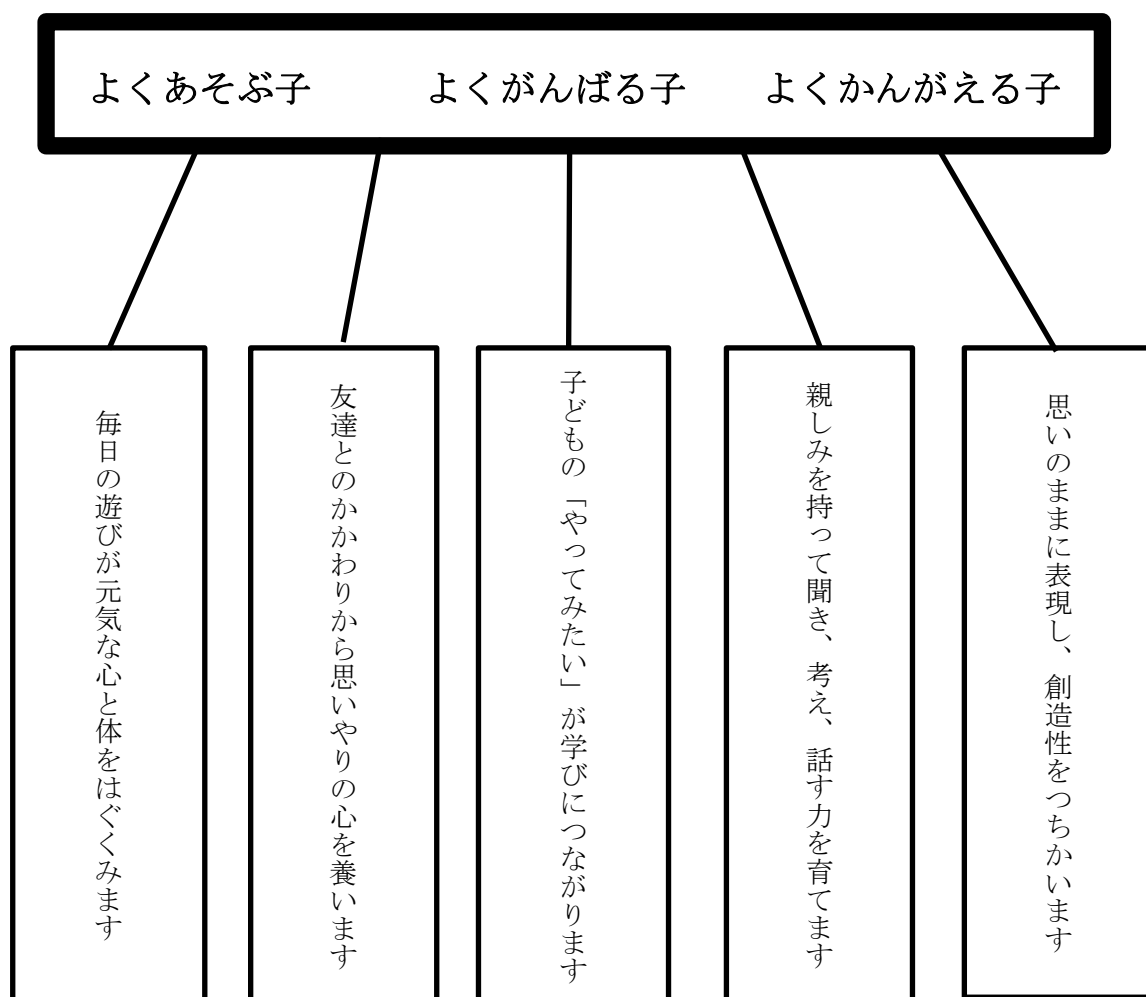 よくあそぶ子 よくがんばる子 よくかんがえる子
毎日の遊びが元気な心と体をはぐくみます
友達とのかかわりから思いやりの心を養います
子どもの「やってみたい」が学びにつながります
親しみを持って聞き、考え、話す力を育てます
思いのままに表現し、創造性をつちかいます